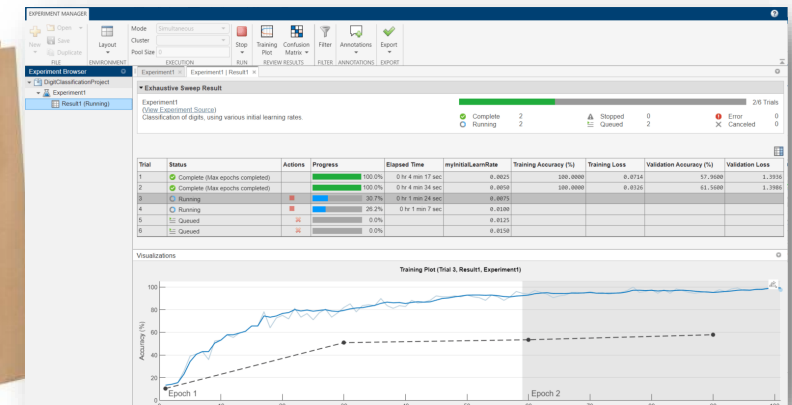 EXPERIMENT MANAGER
New Open Save Duplicate Layout Mode Simultaneous Stop Training Plot Confusion Matrix Filter Annotations Export
Cluster
Pool Size 0
FILE ENVIRONMENT EXECUTION RUN REVIEW RESULTS FILTER ANNOTATIONS EXPORT
Experiment Browser
DigitClassificationProject
Experiment1
Result1 (Running)
Experiment1 × Experiment1 | Result1 ×
Exhaustive Sweep Result
Experiment1
(View Experiment Source)
Classification of digits, using various initial learning rates.
2/6 Trials
Complete 2 Stopped 0 Error 0
Running 2 Queued 2 Canceled 0
Trial Status Actions Progress Elapsed Time myInitialLearnRate Training Accuracy (%) Training Loss Validation Accuracy (%) Validation Loss
1 Complete (Max epochs completed) 100.0% 0 hr 4 min 17 sec 0.0025 100.0000 0.0714 57.9600 1.3936
2 Complete (Max epochs completed) 100.0% 0 hr 4 min 34 sec 0.0050 100.0000 0.0326 61.5600 1.3986
3 Running 30.7% 0 hr 1 min 24 sec 0.0075
4 Running 26.2% 0 hr 1 min 7 sec 0.0100
5 Queued 0.0% 0.0125
6 Queued 0.0% 0.0150
Visualizations
Training Plot (Trial 3, Result1, Experiment1)
Accuracy (%)
100
80
60
40
20
0
Epoch 1 Epoch 2